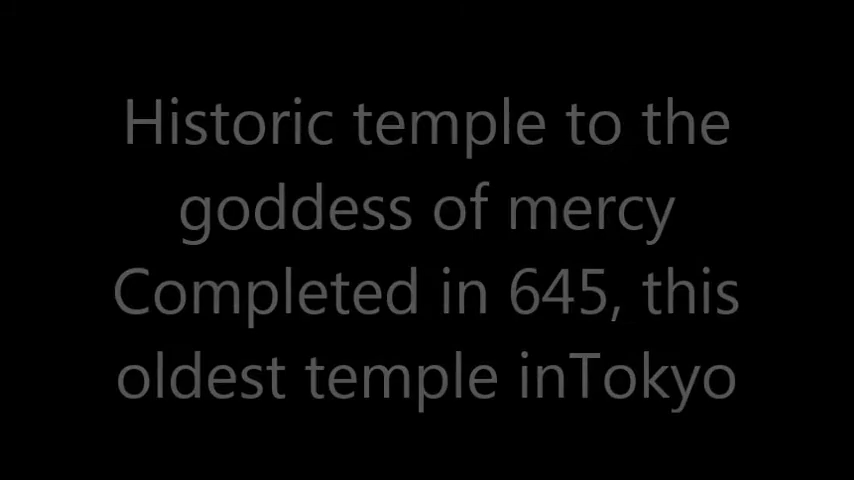 Historic temple to the
goddess of mercy
Completed in 645, this
oldest temple inTokyo